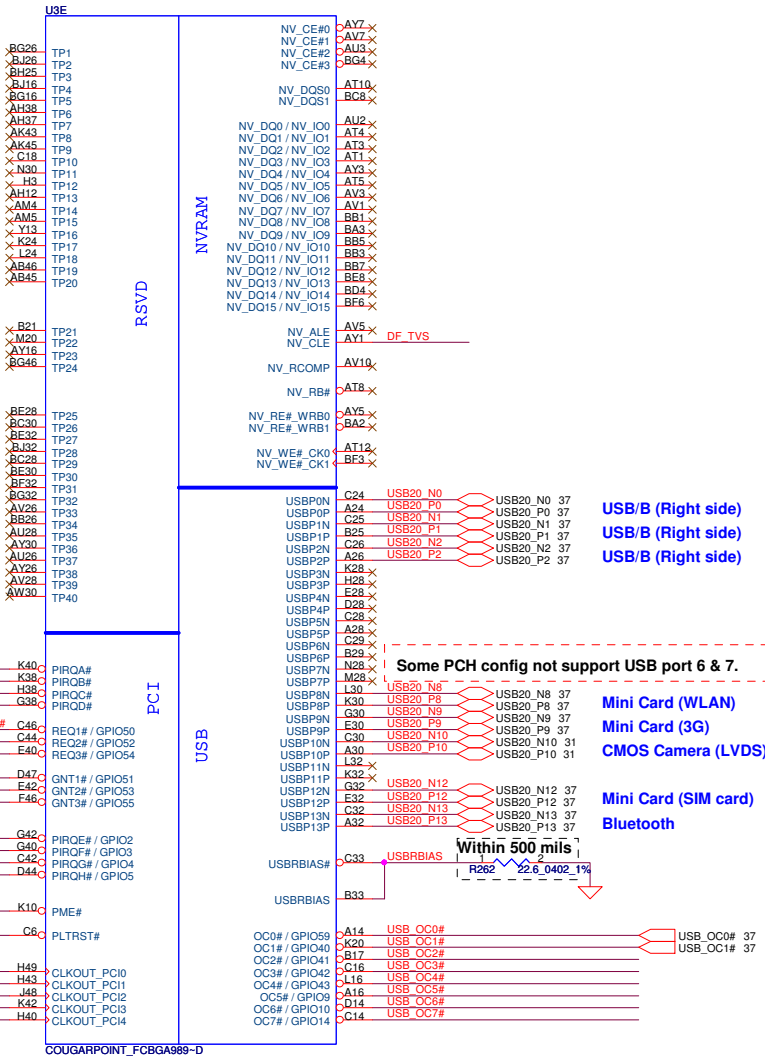 U3E
BG26 TP1
BJ26 TP2
BH25 TP3
BJ16 TP4
BG16 TP5
AH38 TP6
AH37 TP7
AK43 TP8
AK45 TP9
C18 TP10
N30 TP11
H3 TP12
AH12 TP13
AM4 TP14
AM5 TP15
Y13 TP16
K24 TP17
L24 TP18
AB46 TP19
AB45 TP20
B21 TP21
M20 TP22
AY16 TP23
BG46 TP24
BE28 TP25
BC30 TP26
BE32 TP27
BJ32 TP28
BC28 TP29
BE30 TP30
BF32 TP31
BG32 TP32
AV26 TP33
BB26 TP34
AU28 TP35
AY30 TP36
AU26 TP37
AY26 TP38
AV28 TP39
AW30 TP40
RSVD
NVRAM
NV_CE#0 AY7
NV_CE#1 AV7
NV_CE#2 AU3
NV_CE#3 BG4
NV_DQS0 AT10
NV_DQS1 BC8
NV_DQ0 / NV_IO0 AU2
NV_DQ1 / NV_IO1 AT4
NV_DQ2 / NV_IO2 AT3
NV_DQ3 / NV_IO3 AT1
NV_DQ4 / NV_IO4 AY3
NV_DQ5 / NV_IO5 AT5
NV_DQ6 / NV_IO6 AV3
NV_DQ7 / NV_IO7 AV1
NV_DQ8 / NV_IO8 BB1
NV_DQ9 / NV_IO9 BA3
NV_DQ10 / NV_IO10 BB5
NV_DQ11 / NV_IO11 BB3
NV_DQ12 / NV_IO12 BB7
NV_DQ13 / NV_IO13 BE8
NV_DQ14 / NV_IO14 BD4
NV_DQ15 / NV_IO15 BF6
NV_ALE AV5
NV_CLE AY1 DF_TVS
NV_RCOMP AV10
NV_RB# AT8
NV_RE#_WRB0 AY5
NV_RE#_WRB1 BA2
NV_WE#_CK0 AT12
NV_WE#_CK1 BF3
PCI
K40 PIRQA#
K38 PIRQB#
H38 PIRQC#
G38 PIRQD#
# C46 REQ1# / GPIO50
C44 REQ2# / GPIO52
E40 REQ3# / GPIO54
D47 GNT1# / GPIO51
E42 GNT2# / GPIO53
F46 GNT3# / GPIO55
G42 PIRQE# / GPIO2
G40 PIRQF# / GPIO3
C42 PIRQG# / GPIO4
D44 PIRQH# / GPIO5
K10 PME#
C6 PLTRST#
H49 CLKOUT_PCI0
H43 CLKOUT_PCI1
J48 CLKOUT_PCI2
K42 CLKOUT_PCI3
H40 CLKOUT_PCI4
USB
USBP0N C24 USB20_N0 USB20_N0 37
USBP0P A24 USB20_P0 USB20_P0 37 USB/B (Right side)
USBP1N C25 USB20_N1 USB20_N1 37
USBP1P B25 USB20_P1 USB20_P1 37 USB/B (Right side)
USBP2N C26 USB20_N2 USB20_N2 37
USBP2P A26 USB20_P2 USB20_P2 37 USB/B (Right side)
USBP3N K28
USBP3P H28
USBP4N E28
USBP4P D28
USBP5N C28
USBP5P A28
USBP6N C29
USBP6P B29
USBP7N N28
USBP7P M28
Some PCH config not support USB port 6 & 7.
USBP8N L30 USB20_N8 USB20_N8 37
USBP8P K30 USB20_P8 USB20_P8 37 Mini Card (WLAN)
USBP9N G30 USB20_N9 USB20_N9 37
USBP9P E30 USB20_P9 USB20_P9 37 Mini Card (3G)
USBP10N C30 USB20_N10 USB20_N10 31
USBP10P A30 USB20_P10 USB20_P10 31 CMOS Camera (LVDS)
USBP11N L32
USBP11P K32
USBP12N G32 USB20_N12 USB20_N12 37
USBP12P E32 USB20_P12 USB20_P12 37 Mini Card (SIM card)
USBP13N C32 USB20_N13 USB20_N13 37
USBP13P A32 USB20_P13 USB20_P13 37 Bluetooth
Within 500 mils
USBRBIAS# C33 USBRBIAS 1 2
R262 22.6_0402_1%
USBRBIAS B33
OC0# / GPIO59 A14 USB_OC0# USB_OC0# 37
OC1# / GPIO40 K20 USB_OC1# USB_OC1# 37
OC2# / GPIO41 B17 USB_OC2#
OC3# / GPIO42 C16 USB_OC3#
OC4# / GPIO43 L16 USB_OC4#
OC5# / GPIO9 A16 USB_OC5#
OC6# / GPIO10 D14 USB_OC6#
OC7# / GPIO14 C14 USB_OC7#
COUGARPOINT_FCBGA989~D